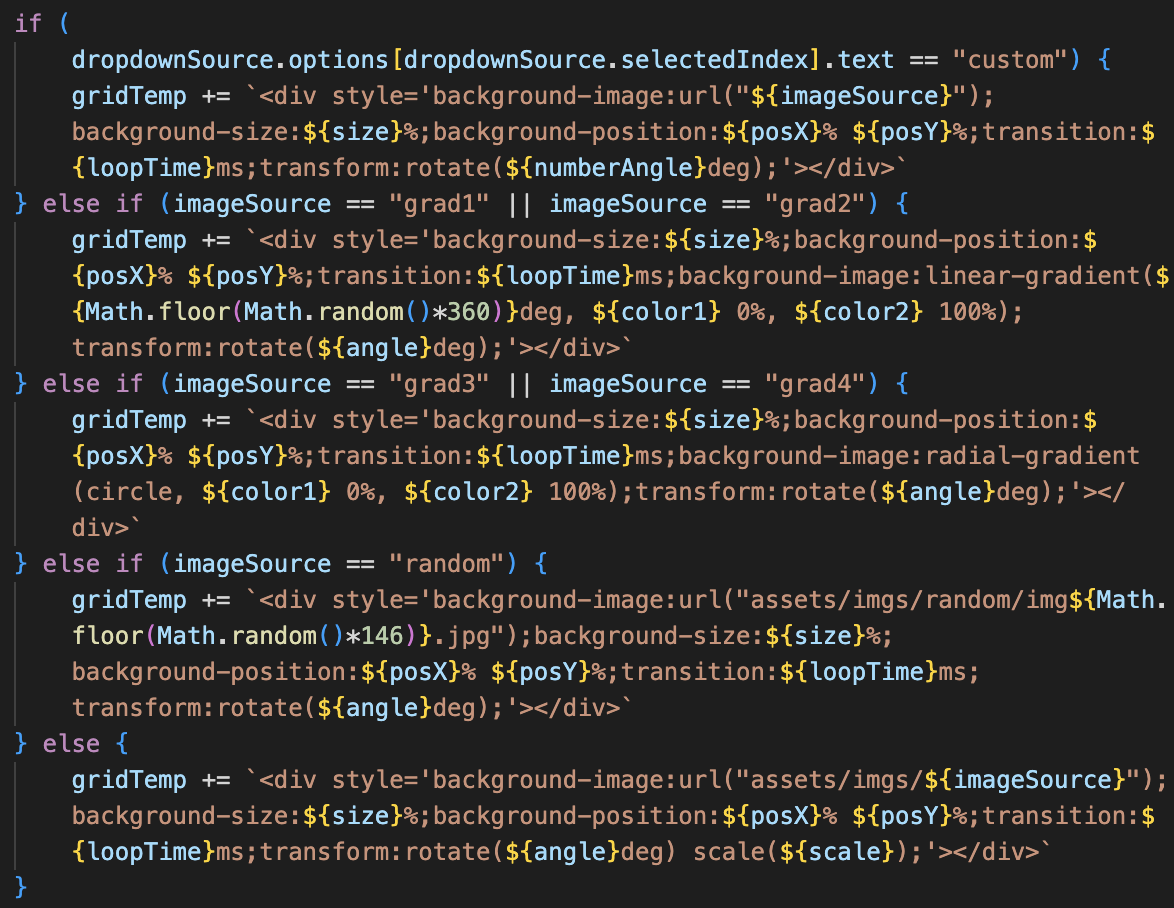 if (
dropdownSource.options[dropdownSource.selectedIndex].text == "custom") {
gridTemp += `<div style='background-image:url("${imageSource}");
background-size:${size}%;background-position:${posX}% ${posY}%;transition:$
{loopTime}ms;transform:rotate(${numberAngle}deg);'></div>`
} else if (imageSource == "grad1" || imageSource == "grad2") {
gridTemp += `<div style='background-size:${size}%;background-position:$
{posX}% ${posY}%;transition:${loopTime}ms;background-image:linear-gradient($
{Math.floor(Math.random()*360)}deg, ${color1} 0%, ${color2} 100%);
transform:rotate(${angle}deg);'></div>`
} else if (imageSource == "grad3" || imageSource == "grad4") {
gridTemp += `<div style='background-size:${size}%;background-position:$
{posX}% ${posY}%;transition:${loopTime}ms;background-image:radial-gradient
(circle, ${color1} 0%, ${color2} 100%);transform:rotate(${angle}deg);'></
div>`
} else if (imageSource == "random") {
gridTemp += `<div style='background-image:url("assets/imgs/random/img${Math.
floor(Math.random()*146)}.jpg");background-size:${size}%;
background-position:${posX}% ${posY}%;transition:${loopTime}ms;
transform:rotate(${angle}deg);'></div>`
} else {
gridTemp += `<div style='background-image:url("assets/imgs/${imageSource}");
background-size:${size}%;background-position:${posX}% ${posY}%;transition:$
{loopTime}ms;transform:rotate(${angle}deg) scale(${scale});'></div>`
}